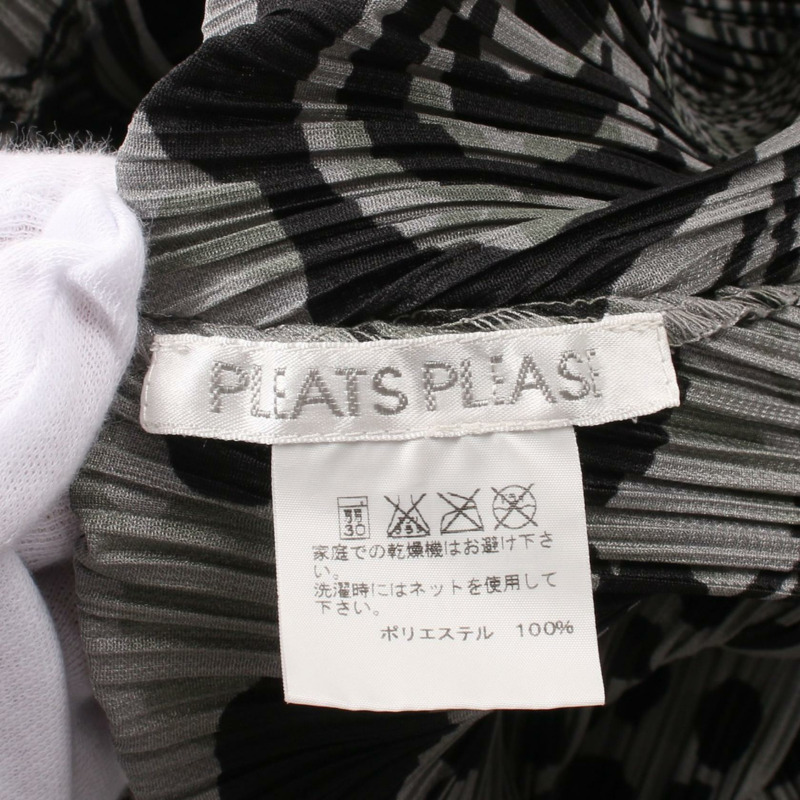 PLEATS PLEASE
30
家庭での乾燥機はお避け下さ
い。
洗濯時にはネットを使用して
下さい。
ポリエステル 100%